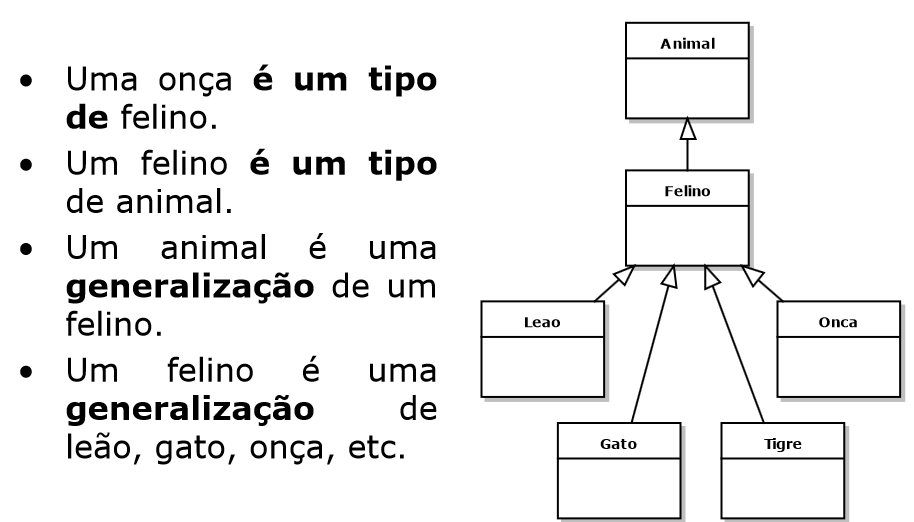 • Uma onça é um tipo
de felino.
• Um felino é um tipo
de animal.
• Um animal é uma
generalização de um
felino.
• Um felino é uma
generalização de
leão, gato, onça, etc.
Animal
Felino
Leao
Onca
Gato
Tigre